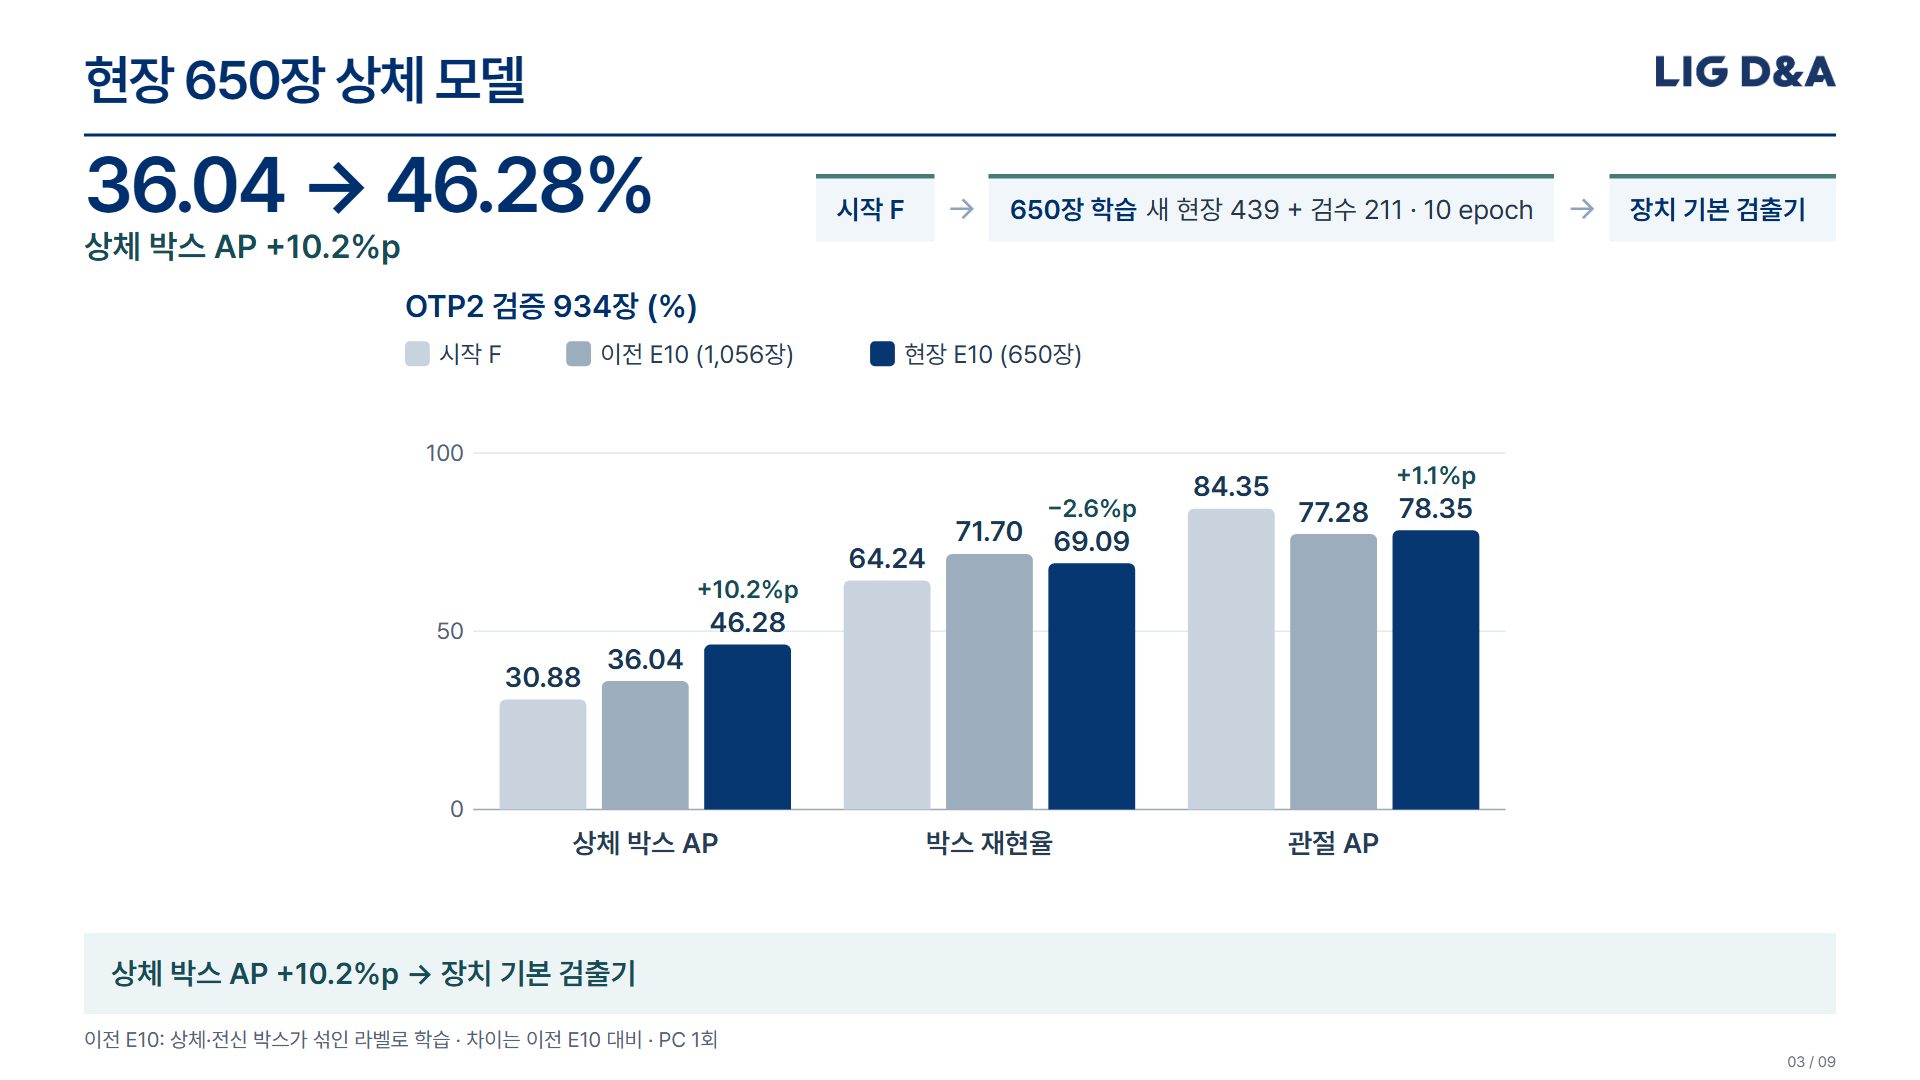 현장 650장 상체 모델
LIG D&A
36.04 → 46.28%
상체 박스 AP +10.2%p
시작 F → 650장 학습 새 현장 439 + 검수 211 · 10 epoch → 장치 기본 검출기
OTP2 검증 934장 (%)
시작 F 이전 E10 (1,056장) 현장 E10 (650장)
100
50
0
30.88
36.04
+10.2%p
46.28
64.24
71.70
−2.6%p
69.09
84.35
77.28
+1.1%p
78.35
상체 박스 AP 박스 재현율 관절 AP
상체 박스 AP +10.2%p → 장치 기본 검출기
이전 E10: 상체·전신 박스가 섞인 라벨로 학습 · 차이는 이전 E10 대비 · PC 1회
03 / 09